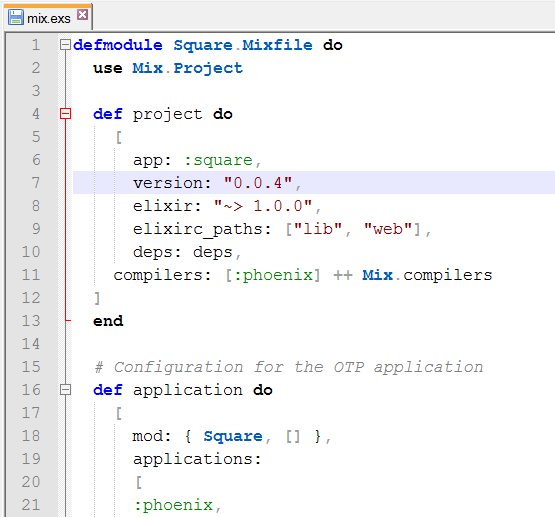 mix.exs
1 defmodule Square.Mixfile do
2 use Mix.Project
3
4 def project do
5 [
6 app: :square,
7 version: "0.0.4",
8 elixir: "~> 1.0.0",
9 elixirc_paths: ["lib", "web"],
10 deps: deps,
11 compilers: [:phoenix] ++ Mix.compilers
12 ]
13 end
14
15 # Configuration for the OTP application
16 def application do
17 [
18 mod: { Square, [] },
19 applications:
20 [
21 :phoenix,